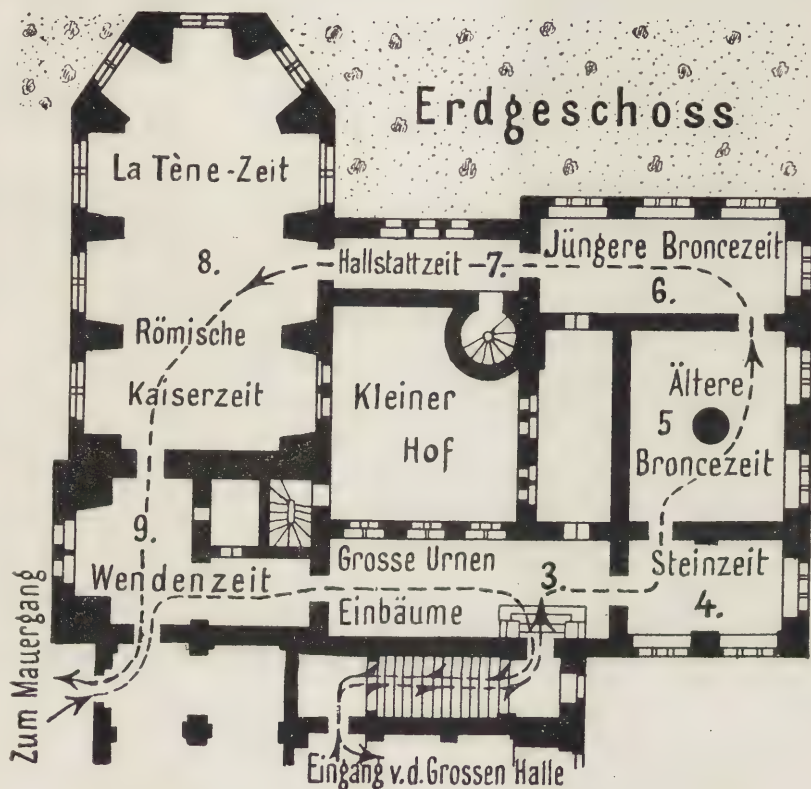 Erdgeschoss
La Tène-Zeit
8.
Römische
Kaiserzeit
Hallstattzeit -7.
Jüngere Broncezeit
6.
Kleiner
Hof
Ältere
5
Broncezeit
9.
Wendenzeit
Grosse Urnen
Einbäume
3.
Steinzeit
4.
Zum Mauergang
Eingang v.d. Grossen Halle